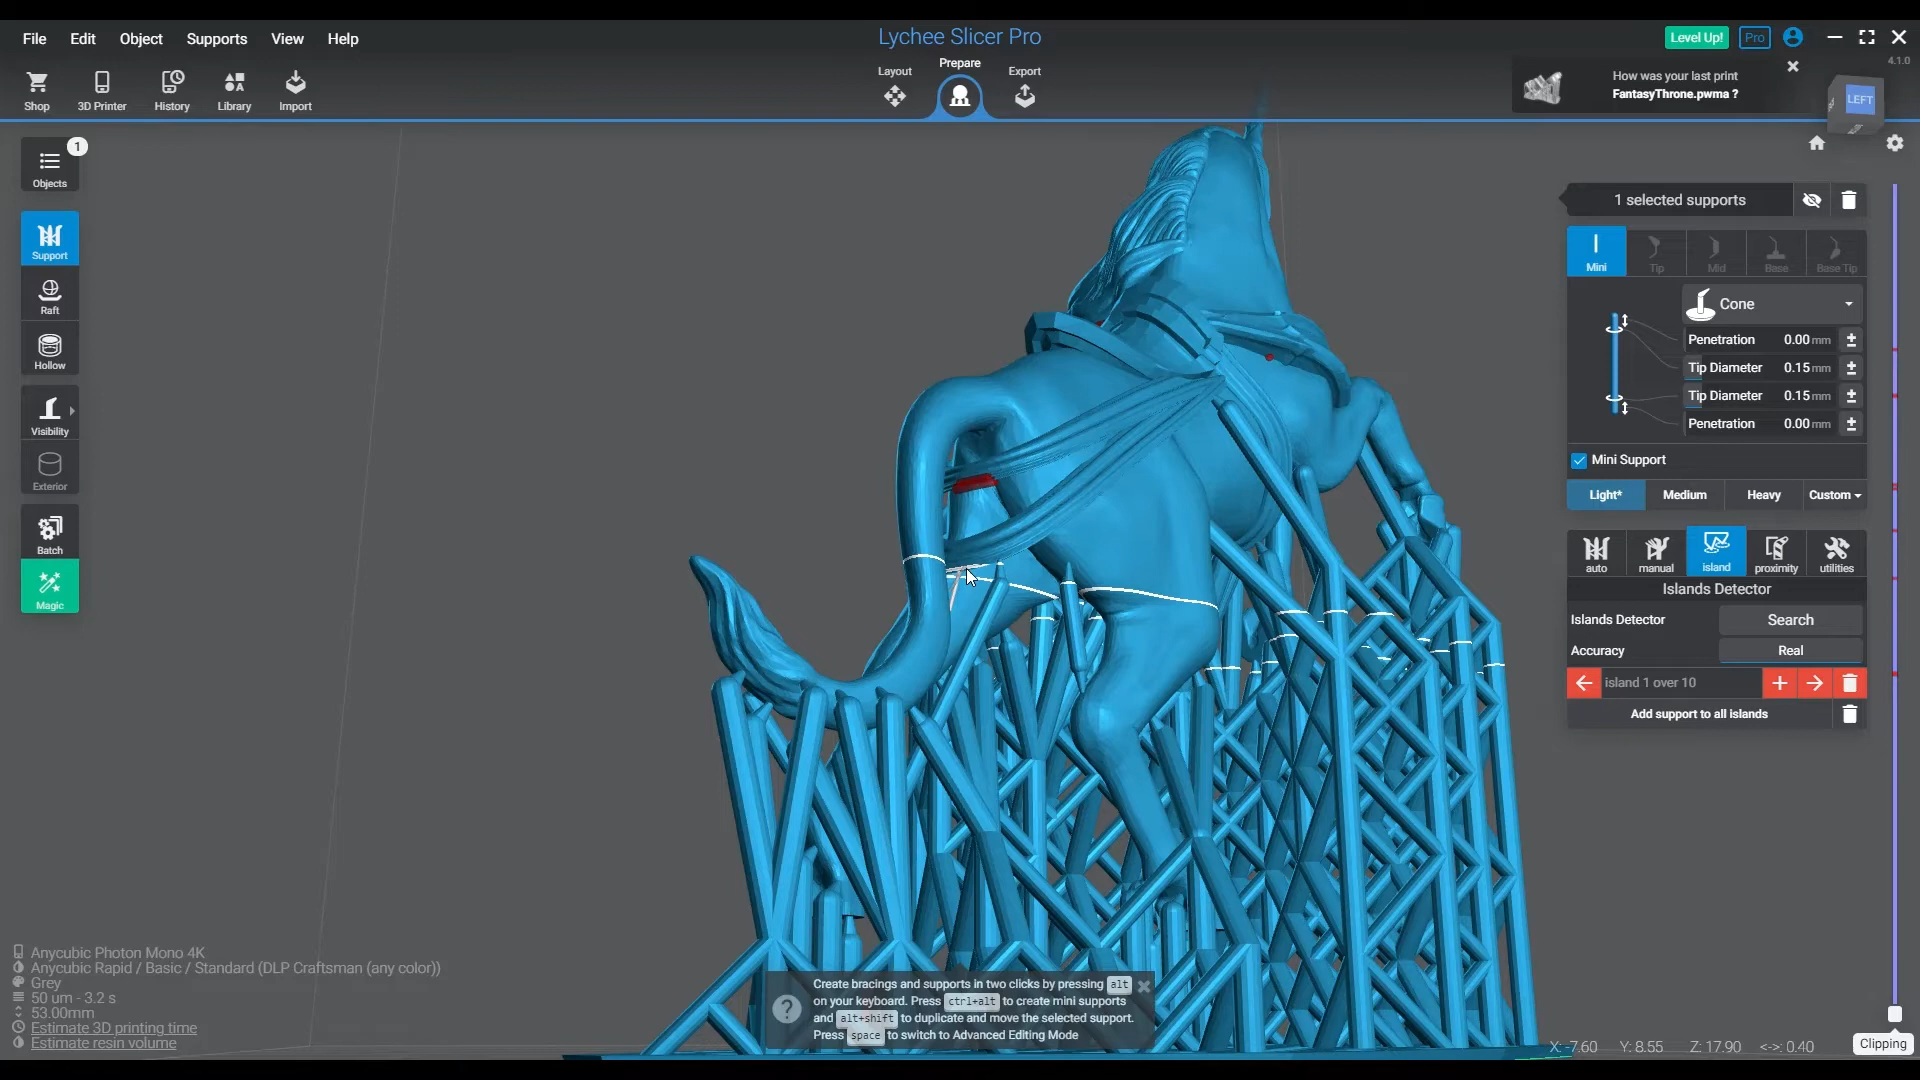 File Edit Object Supports View Help
Lychee Slicer Pro
Level Up! Pro
4.1.0
Shop 3D Printer History Library Import
Layout Prepare Export
How was your last print
FantasyThrone.pwma ?
LEFT
1
Objects
Support
Raft
Hollow
Visibility
Exterior
Batch
Magic
1 selected supports
Mini Tip Mid Base Base Tip
Cone
Penetration 0.00 mm
Tip Diameter 0.15 mm
Tip Diameter 0.15 mm
Penetration 0.00 mm
Mini Support
Light* Medium Heavy Custom
auto manual island proximity utilities
Islands Detector
Islands Detector Search
Accuracy Real
island 1 over 10
Add support to all islands
Anycubic Photon Mono 4K
Anycubic Rapid / Basic / Standard (DLP Craftsman (any color))
Grey
50 um - 3.2 s
53.00mm
Estimate 3D printing time
Estimate resin volume
Create bracings and supports in two clicks by pressing alt
on your keyboard. Press ctrl+alt to create mini supports
and alt+shift to duplicate and move the selected support.
Press space to switch to Advanced Editing Mode
X: -7.60 Y: 8.55 Z: 17.90 <->: 0.40
Clipping